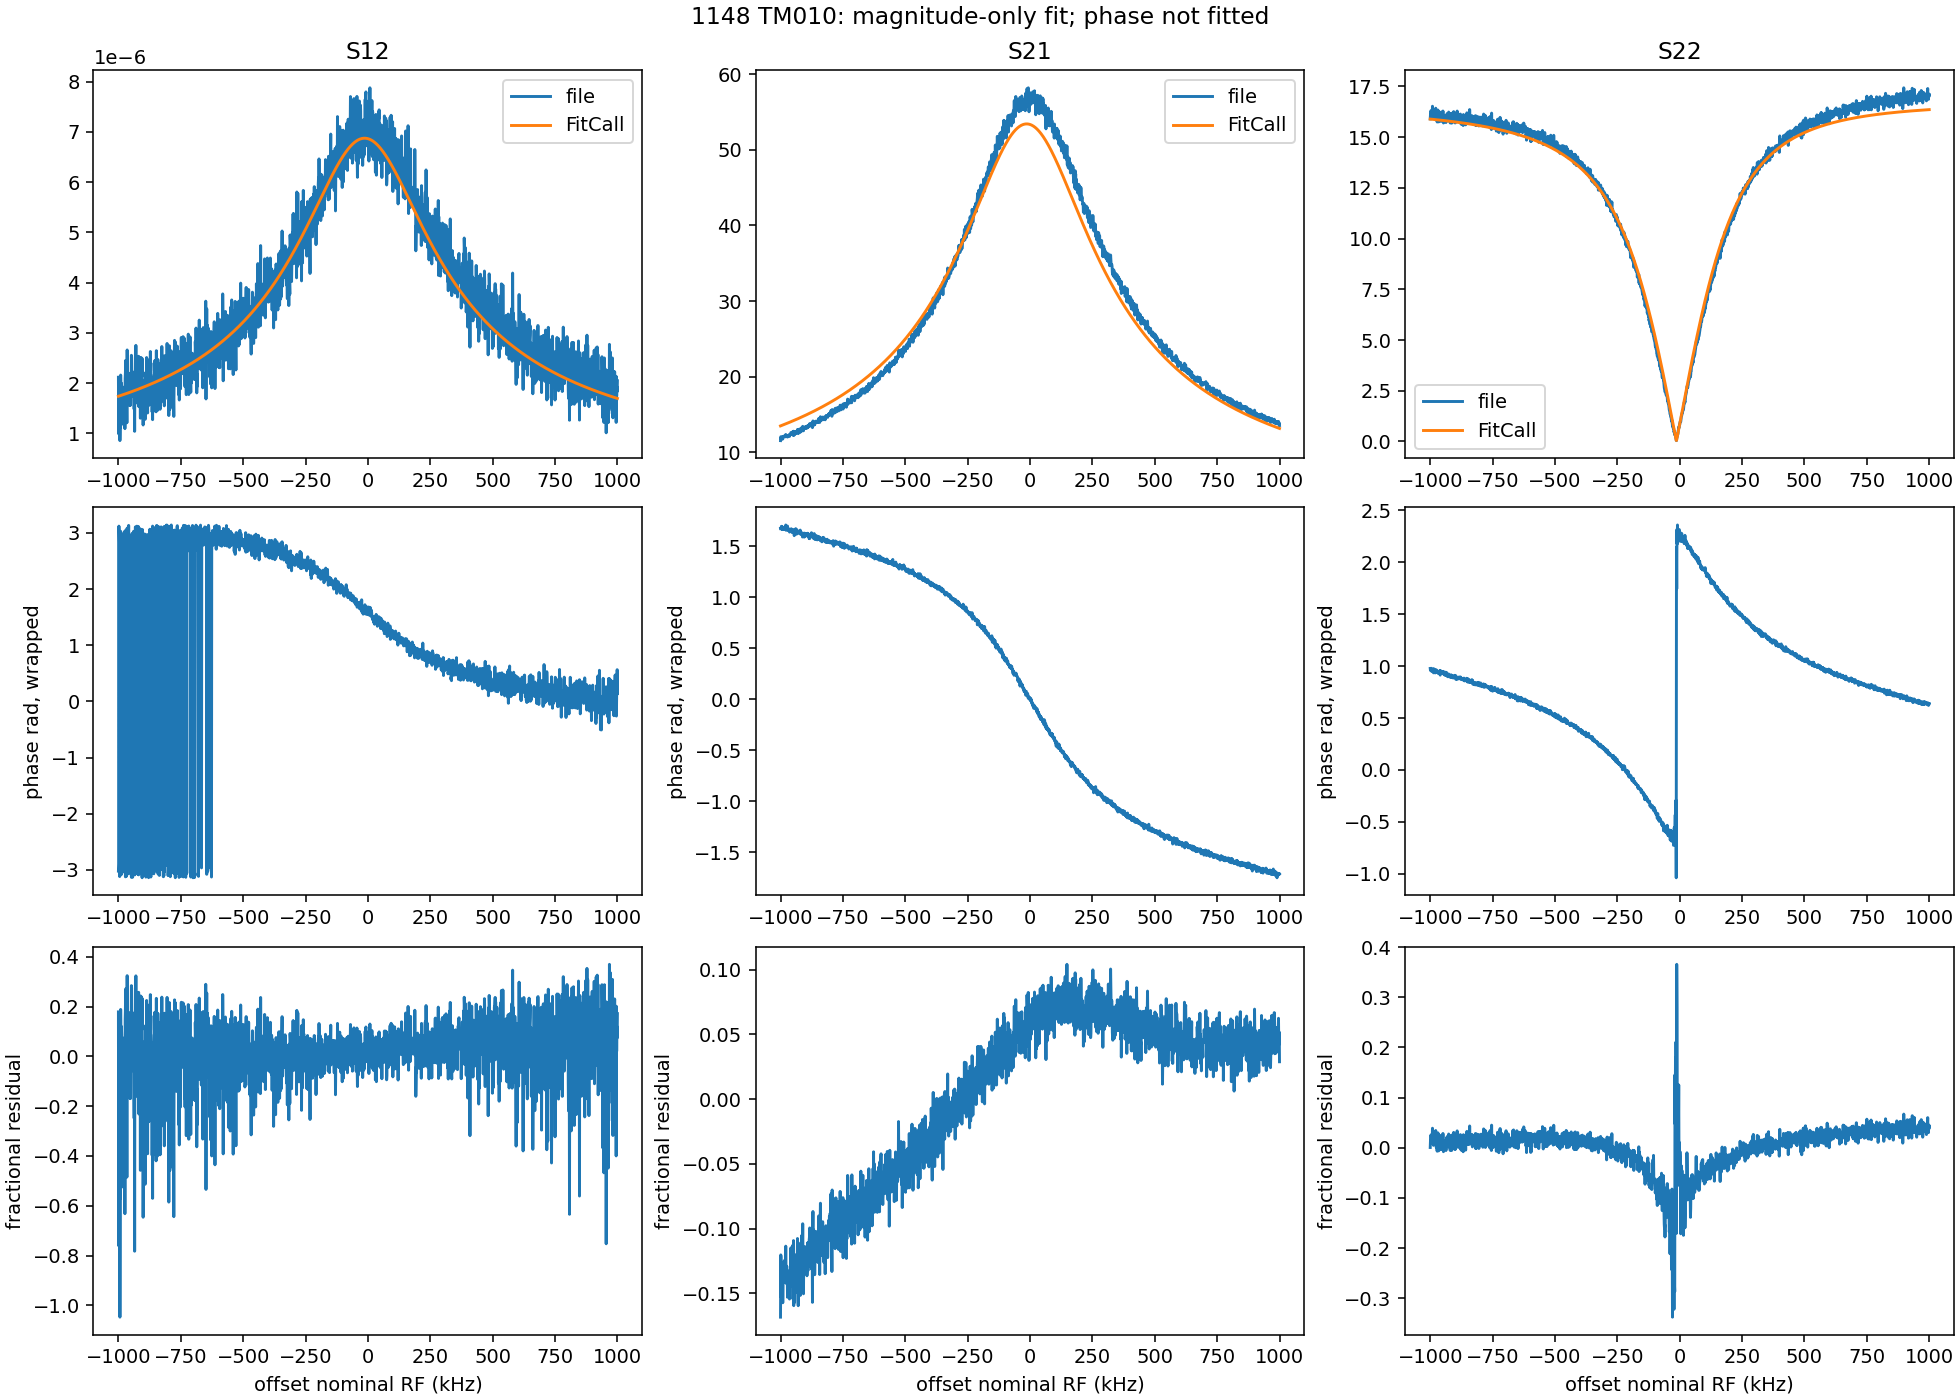 1148 TM010: magnitude-only fit; phase not fitted
S12
1e−6
8
7
6
5
4
3
2
1
file
FitCall
−1000 −750 −500 −250 0 250 500 750 1000
S21
60
50
40
30
20
10
file
FitCall
−1000 −750 −500 −250 0 250 500 750 1000
S22
17.5
15.0
12.5
10.0
7.5
5.0
2.5
0.0
file
FitCall
−1000 −750 −500 −250 0 250 500 750 1000
phase rad, wrapped
3
2
1
0
−1
−2
−3
−1000 −750 −500 −250 0 250 500 750 1000
phase rad, wrapped
1.5
1.0
0.5
0.0
−0.5
−1.0
−1.5
−1000 −750 −500 −250 0 250 500 750 1000
phase rad, wrapped
2.5
2.0
1.5
1.0
0.5
0.0
−0.5
−1.0
−1000 −750 −500 −250 0 250 500 750 1000
fractional residual
0.4
0.2
0.0
−0.2
−0.4
−0.6
−0.8
−1.0
−1000 −750 −500 −250 0 250 500 750 1000
offset nominal RF (kHz)
fractional residual
0.10
0.05
0.00
−0.05
−0.10
−0.15
−1000 −750 −500 −250 0 250 500 750 1000
offset nominal RF (kHz)
fractional residual
0.4
0.3
0.2
0.1
0.0
−0.1
−0.2
−0.3
−1000 −750 −500 −250 0 250 500 750 1000
offset nominal RF (kHz)